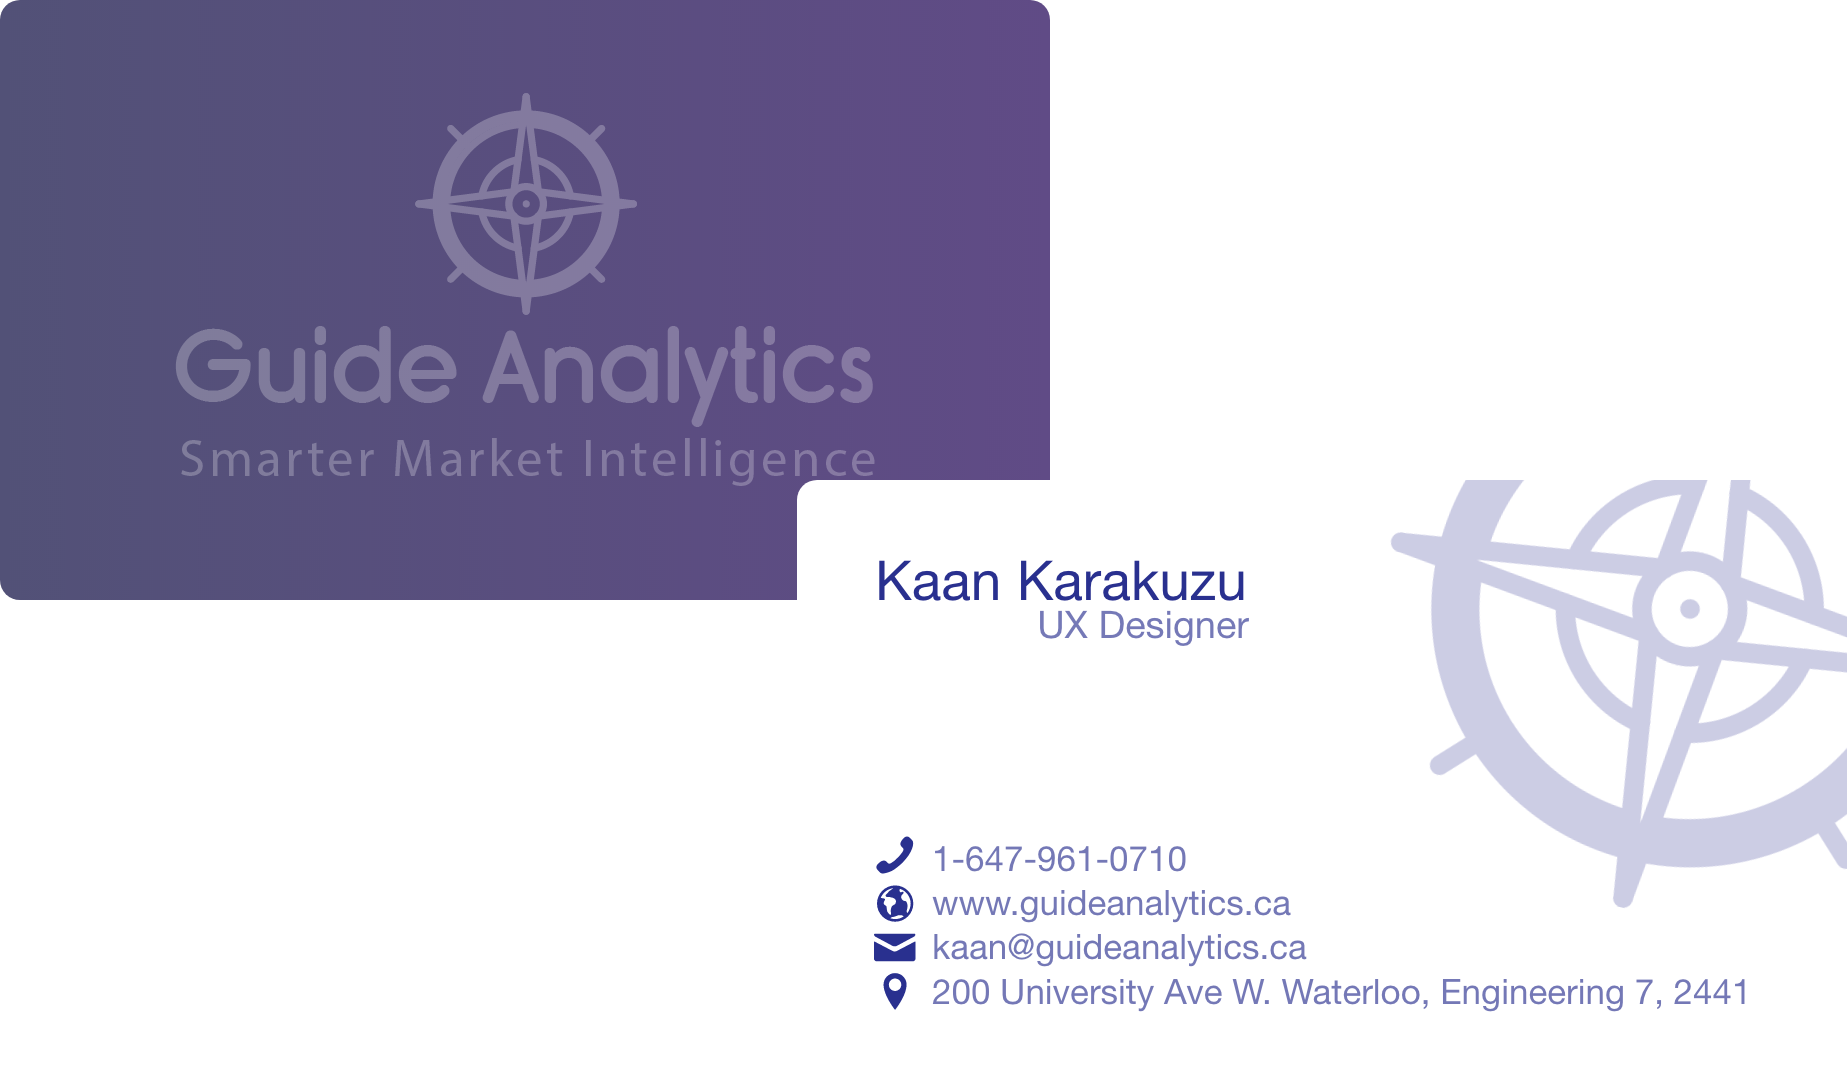 Guide Analytics
Smarter Market Intelligence
Kaan Karakuzu
UX Designer
1-647-961-0710
www.guideanalytics.ca
kaan@guideanalytics.ca
200 University Ave W. Waterloo, Engineering 7, 2441